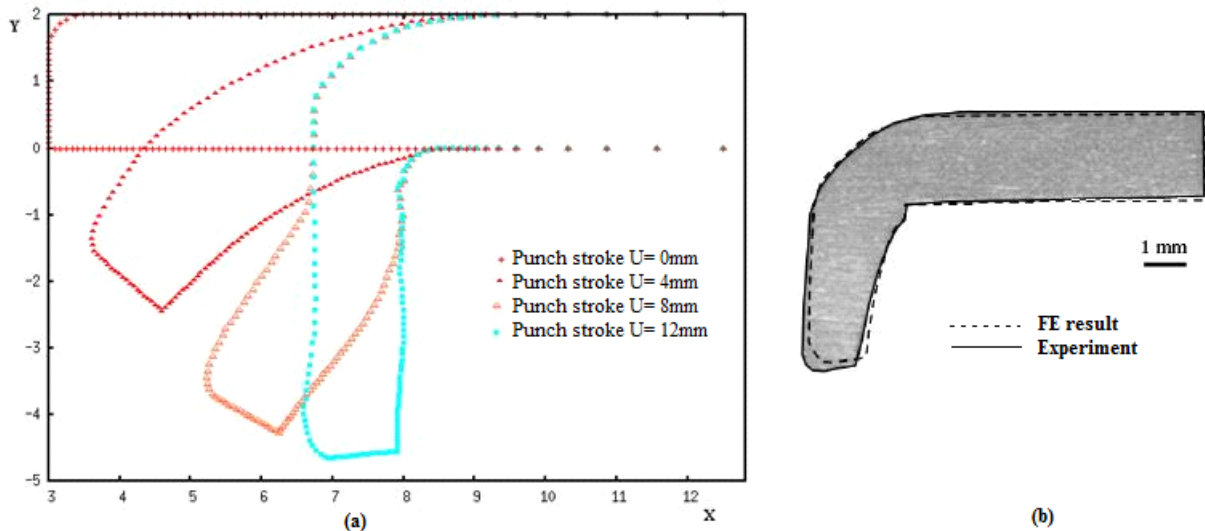 Y
2
1
0
−1
−2
−3
−4
−5
3 4 5 6 7 8 9 10 11 12
X
(a)
Punch stroke U= 0mm
Punch stroke U= 4mm
Punch stroke U= 8mm
Punch stroke U= 12mm
1 mm
FE result
Experiment
(b)